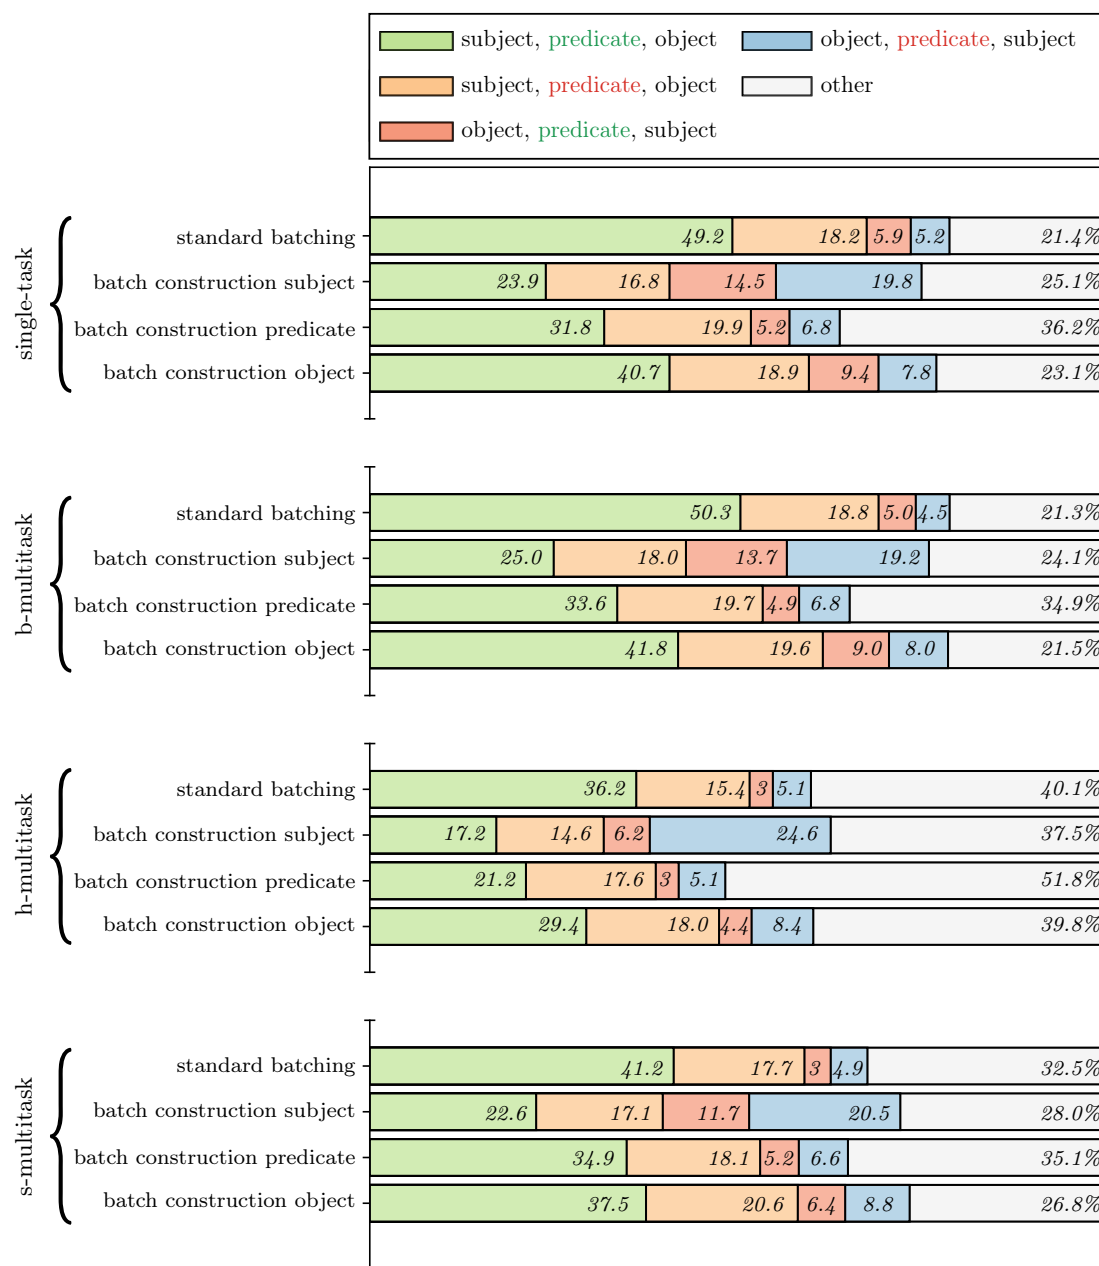 subject, predicate, object
object, predicate, subject
subject, predicate, object
other
object, predicate, subject
single-task
standard batching 49.2 18.2 5.9 5.2 21.4%
batch construction subject 23.9 16.8 14.5 19.8 25.1%
batch construction predicate 31.8 19.9 5.2 6.8 36.2%
batch construction object 40.7 18.9 9.4 7.8 23.1%
b-multitask
standard batching 50.3 18.8 5.0 4.5 21.3%
batch construction subject 25.0 18.0 13.7 19.2 24.1%
batch construction predicate 33.6 19.7 4.9 6.8 34.9%
batch construction object 41.8 19.6 9.0 8.0 21.5%
h-multitask
standard batching 36.2 15.4 3 5.1 40.1%
batch construction subject 17.2 14.6 6.2 24.6 37.5%
batch construction predicate 21.2 17.6 3 5.1 51.8%
batch construction object 29.4 18.0 4.4 8.4 39.8%
s-multitask
standard batching 41.2 17.7 3 4.9 32.5%
batch construction subject 22.6 17.1 11.7 20.5 28.0%
batch construction predicate 34.9 18.1 5.2 6.6 35.1%
batch construction object 37.5 20.6 6.4 8.8 26.8%